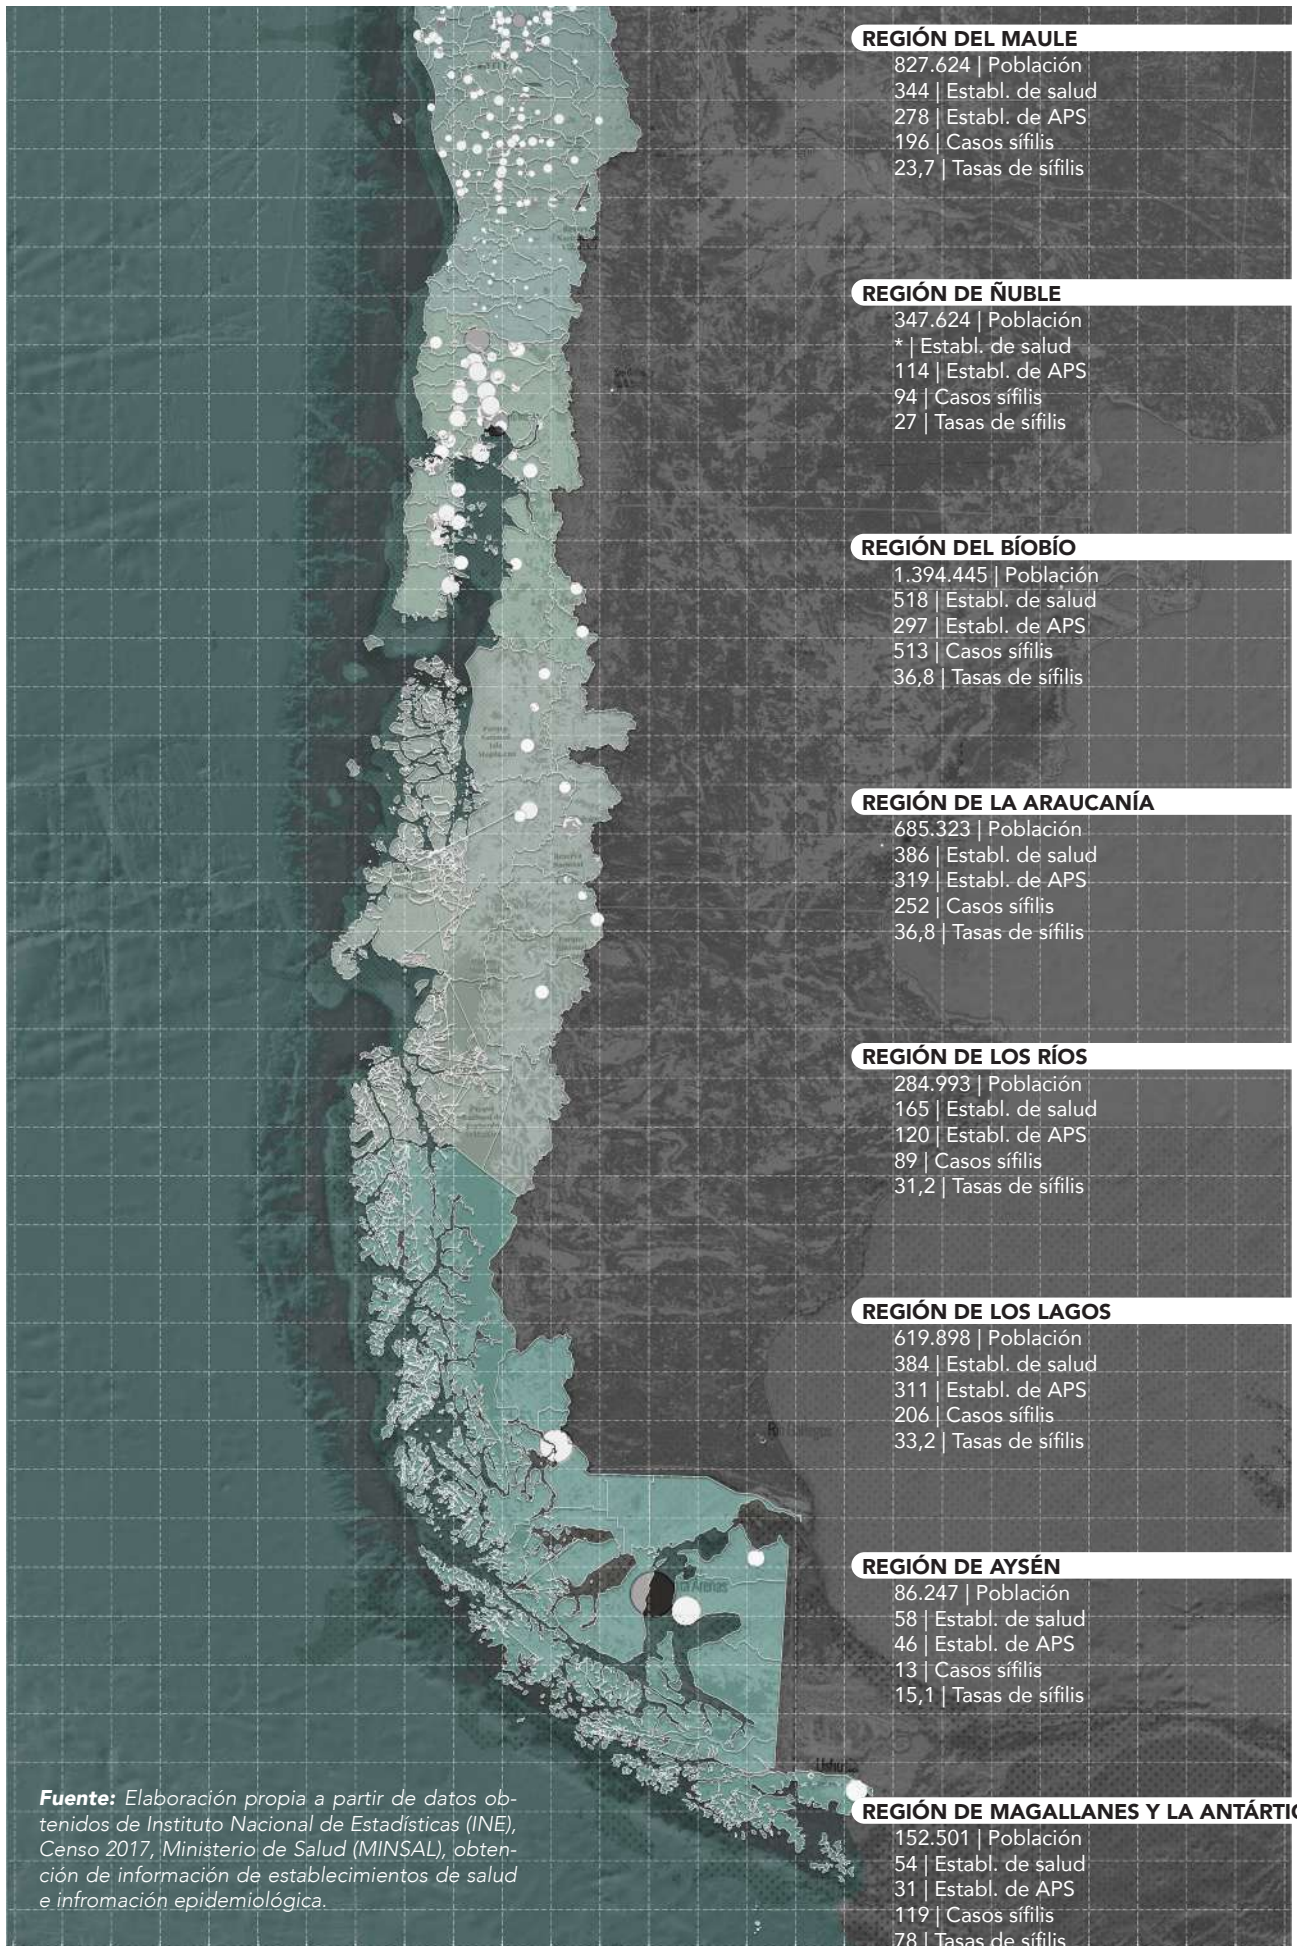 REGIÓN DEL MAULE
827.624 | Población
344 | Establ. de salud
278 | Establ. de APS
196 | Casos sífilis
23,7 | Tasas de sífilis
REGIÓN DE ÑUBLE
347.624 | Población
* | Establ. de salud
114 | Establ. de APS
94 | Casos sífilis
27 | Tasas de sífilis
REGIÓN DEL BÍOBÍO
1.394.445 | Población
518 | Establ. de salud
297 | Establ. de APS
513 | Casos sífilis
36,8 | Tasas de sífilis
REGIÓN DE LA ARAUCANÍA
685.323 | Población
386 | Establ. de salud
319 | Establ. de APS
252 | Casos sífilis
36,8 | Tasas de sífilis
REGIÓN DE LOS RÍOS
284.993 | Población
165 | Establ. de salud
120 | Establ. de APS
89 | Casos sífilis
31,2 | Tasas de sífilis
REGIÓN DE LOS LAGOS
619.898 | Población
384 | Establ. de salud
311 | Establ. de APS
206 | Casos sífilis
33,2 | Tasas de sífilis
REGIÓN DE AYSÉN
86.247 | Población
58 | Establ. de salud
46 | Establ. de APS
13 | Casos sífilis
15,1 | Tasas de sífilis
REGIÓN DE MAGALLANES Y LA ANTÁRTIC
152.501 | Población
54 | Establ. de salud
31 | Establ. de APS
119 | Casos sífilis
78 | Tasas de sífilis
Fuente: Elaboración propia a partir de datos ob-
tenidos de Instituto Nacional de Estadísticas (INE),
Censo 2017, Ministerio de Salud (MINSAL), obten-
ción de información de establecimientos de salud
e infromación epidemiológica.